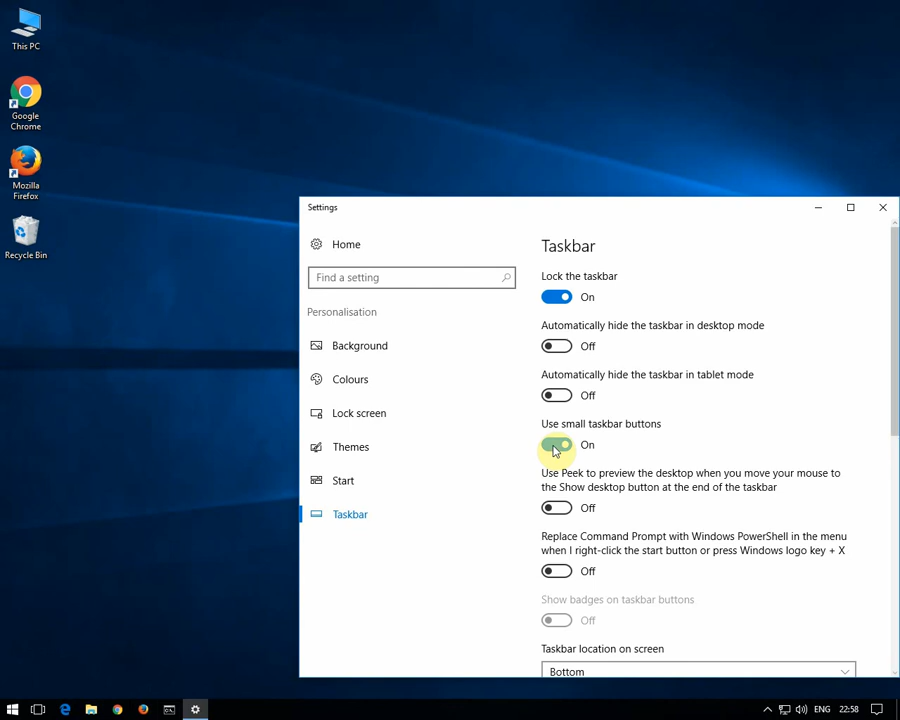 This PC
Google
Chrome
Mozilla
Firefox
Recycle Bin
Settings
Home
Find a setting
Personalisation
Background
Colours
Lock screen
Themes
Start
Taskbar
Taskbar
Lock the taskbar
On
Automatically hide the taskbar in desktop mode
Off
Automatically hide the taskbar in tablet mode
Off
Use small taskbar buttons
On
Use Peek to preview the desktop when you move your mouse to
the Show desktop button at the end of the taskbar
Off
Replace Command Prompt with Windows PowerShell in the menu
when I right-click the start button or press Windows logo key + X
Off
Show badges on taskbar buttons
Off
Taskbar location on screen
Bottom
ENG 22:58